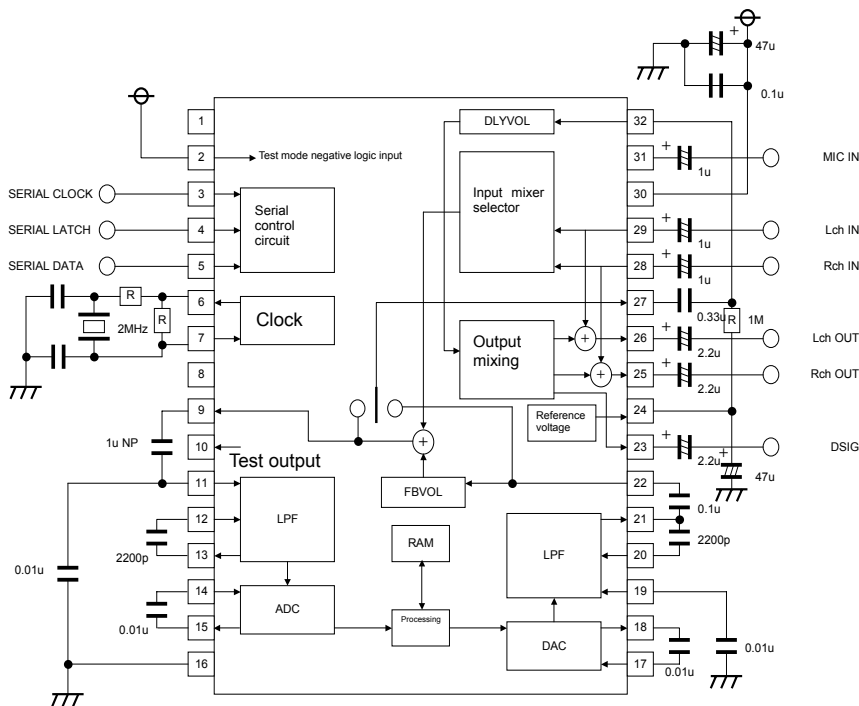 +
47u
0.1u
1
2
3
4
5
6
7
8
9
10
11
12
13
14
15
16
32
31
30
29
28
27
26
25
24
23
22
21
20
19
18
17
Test mode negative logic input
SERIAL CLOCK
SERIAL LATCH
SERIAL DATA
Serial
control
circuit
R
R
2MHz
Clock
1u NP
Test output
LPF
2200p
0.01u
ADC
0.01u
DLYVOL
Input mixer
selector
Output
mixing
+
+
Reference
voltage
+
FBVOL
RAM
Processing
LPF
DAC
+
1u
MIC IN
+
1u
Lch IN
+
1u
Rch IN
0.33u
R
1M
+
2.2u
Lch OUT
+
2.2u
Rch OUT
+
2.2u
DSIG
+
47u
0.1u
2200p
0.01u
0.01u